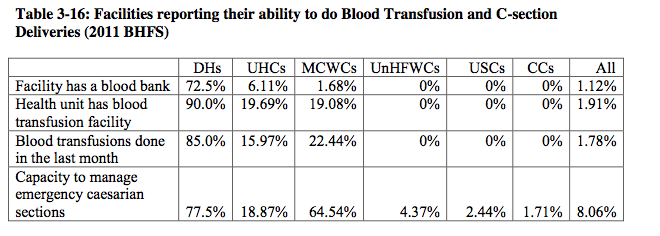 Table 3-16: Facilities reporting their ability to do Blood Transfusion and C-section
Deliveries (2011 BHFS)
DHs UHCs MCWCs UnHFWCs USCs CCs All
Facility has a blood bank 72.5% 6.11% 1.68% 0% 0% 0% 1.12%
Health unit has blood 90.0% 19.69% 19.08% 0% 0% 0% 1.91%
transfusion facility
Blood transfusions done 85.0% 15.97% 22.44% 0% 0% 0% 1.78%
in the last month
Capacity to manage
emergency caesarian
sections 77.5% 18.87% 64.54% 4.37% 2.44% 1.71% 8.06%